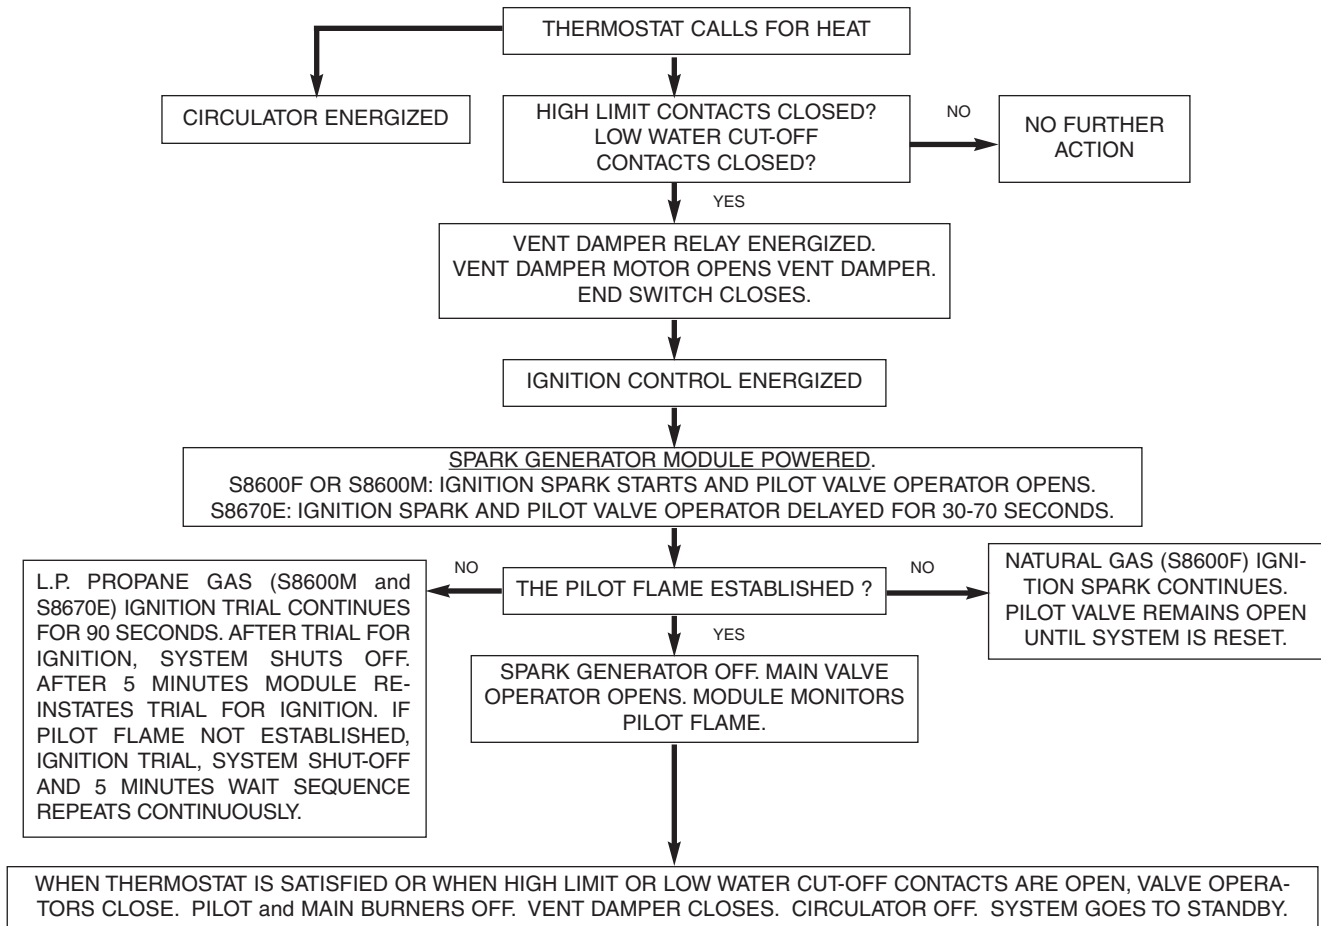 THERMOSTAT CALLS FOR HEAT
CIRCULATOR ENERGIZED
HIGH LIMIT CONTACTS CLOSED?
LOW WATER CUT-OFF
CONTACTS CLOSED?
NO
NO FURTHER
ACTION
YES
VENT DAMPER RELAY ENERGIZED.
VENT DAMPER MOTOR OPENS VENT DAMPER.
END SWITCH CLOSES.
IGNITION CONTROL ENERGIZED
SPARK GENERATOR MODULE POWERED.
S8600F OR S8600M: IGNITION SPARK STARTS AND PILOT VALVE OPERATOR OPENS.
S8670E: IGNITION SPARK AND PILOT VALVE OPERATOR DELAYED FOR 30-70 SECONDS.
THE PILOT FLAME ESTABLISHED ?
NO
L.P. PROPANE GAS (S8600M and
S8670E) IGNITION TRIAL CONTINUES
FOR 90 SECONDS. AFTER TRIAL FOR
IGNITION, SYSTEM SHUTS OFF.
AFTER 5 MINUTES MODULE RE-
INSTATES TRIAL FOR IGNITION. IF
PILOT FLAME NOT ESTABLISHED,
IGNITION TRIAL, SYSTEM SHUT-OFF
AND 5 MINUTES WAIT SEQUENCE
REPEATS CONTINUOUSLY.
NO
NATURAL GAS (S8600F) IGNI-
TION SPARK CONTINUES.
PILOT VALVE REMAINS OPEN
UNTIL SYSTEM IS RESET.
YES
SPARK GENERATOR OFF. MAIN VALVE
OPERATOR OPENS. MODULE MONITORS
PILOT FLAME.
WHEN THERMOSTAT IS SATISFIED OR WHEN HIGH LIMIT OR LOW WATER CUT-OFF CONTACTS ARE OPEN, VALVE OPERA-
TORS CLOSE. PILOT and MAIN BURNERS OFF. VENT DAMPER CLOSES. CIRCULATOR OFF. SYSTEM GOES TO STANDBY.